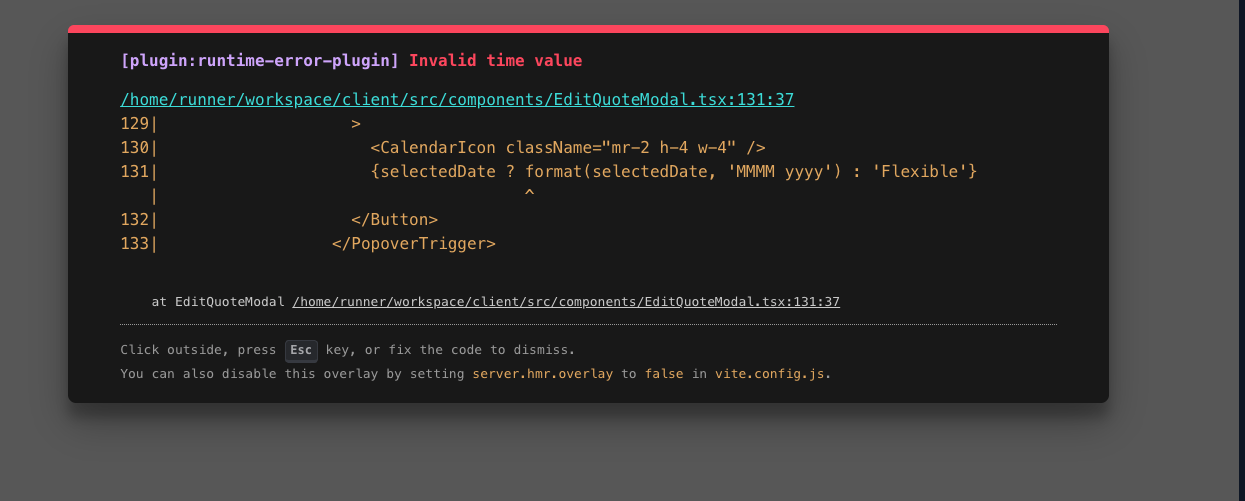 [plugin:runtime-error-plugin] Invalid time value
/home/runner/workspace/client/src/components/EditQuoteModal.tsx:131:37
129|                    >
130|                      <CalendarIcon className="mr-2 h-4 w-4" />
131|                      {selectedDate ? format(selectedDate, 'MMMM yyyy') : 'Flexible'}
   |                                      ^
132|                    </Button>
133|                  </PopoverTrigger>
at EditQuoteModal /home/runner/workspace/client/src/components/EditQuoteModal.tsx:131:37
Click outside, press Esc key, or fix the code to dismiss.
You can also disable this overlay by setting server.hmr.overlay to false in vite.config.js.